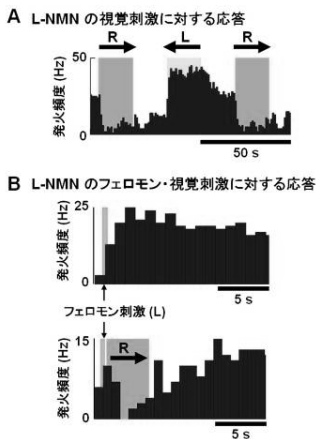 A L-NMN の視覚刺激に対する応答
R L R
50
発火頻度 (Hz)
0
50 s
B L-NMN のフェロモン・視覚刺激に対する応答
25
発火頻度 (Hz)
0
5 s
フェロモン刺激 (L)
15
R
発火頻度 (Hz)
0
5 s